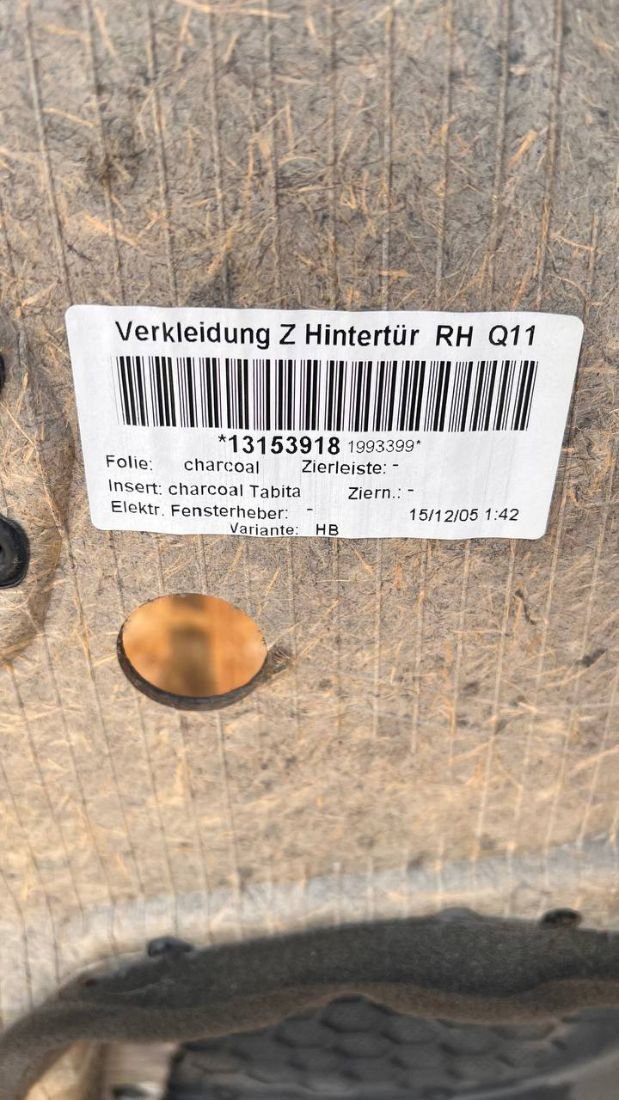 Verkleidung Z Hintertür RH Q11
*13153918 1993399*
Folie: charcoal Zierleiste: -
Insert: charcoal Tabita Ziern.: -
Elektr. Fensterheber: - 15/12/05 1:42
Variante: HB